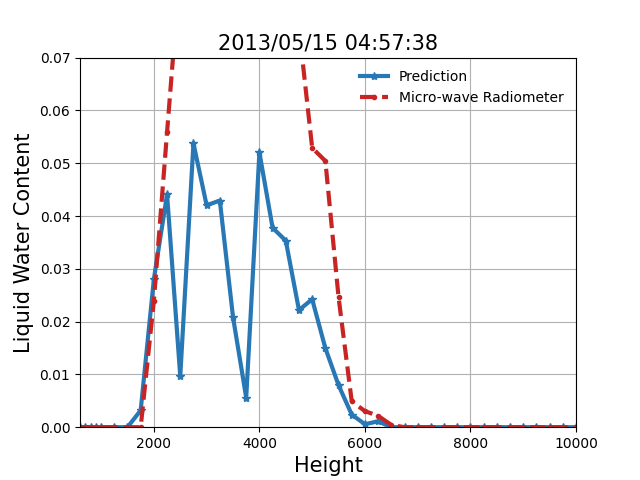 2013/05/15 04:57:38
Prediction
Micro-wave Radiometer
Liquid Water Content
0.07
0.06
0.05
0.04
0.03
0.02
0.01
0.00
2000 4000 6000 8000 10000
Height